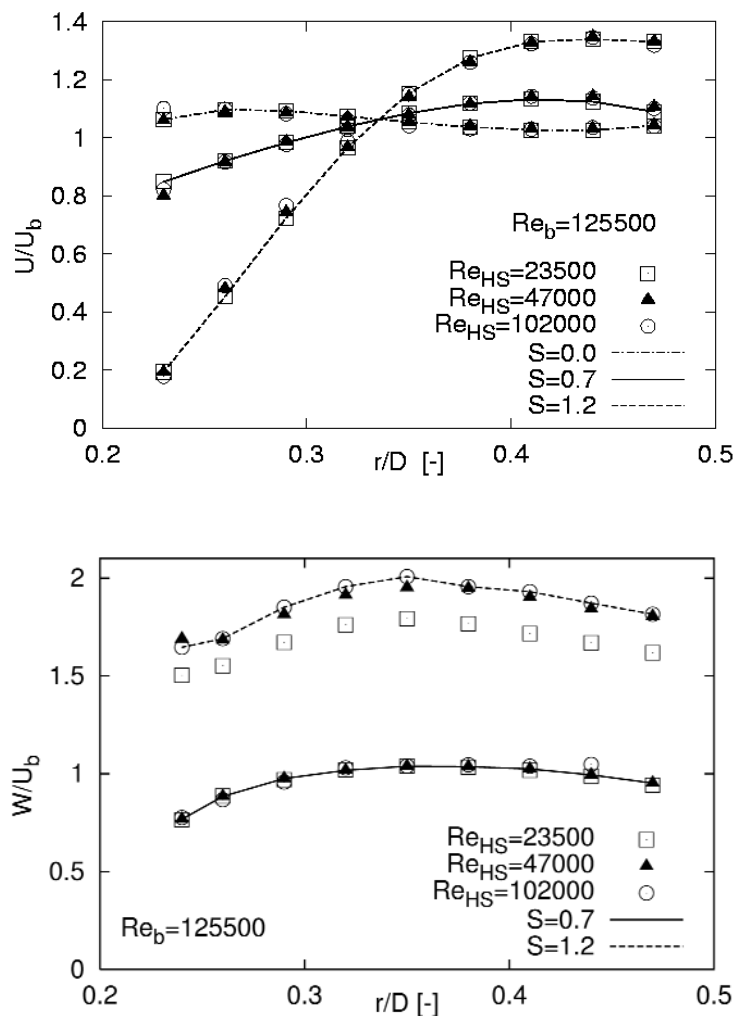 1.4
1.2
1
0.8
0.6
0.4
0.2
0
U/U_b
Re_b=125500
Re_HS=23500
Re_HS=47000
Re_HS=102000
S=0.0
S=0.7
S=1.2
0.2 0.3 0.4 0.5
r/D [-]
2
1.5
1
0.5
0
W/U_b
Re_HS=23500
Re_HS=47000
Re_HS=102000
S=0.7
S=1.2
Re_b=125500
0.2 0.3 0.4 0.5
r/D [-]